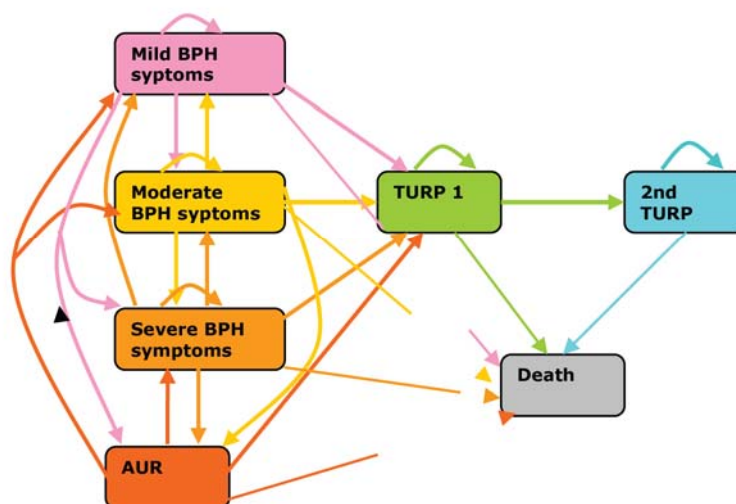 Mild BPH
syptoms
Moderate
BPH syptoms
TURP 1
2nd
TURP
Severe BPH
symptoms
Death
AUR